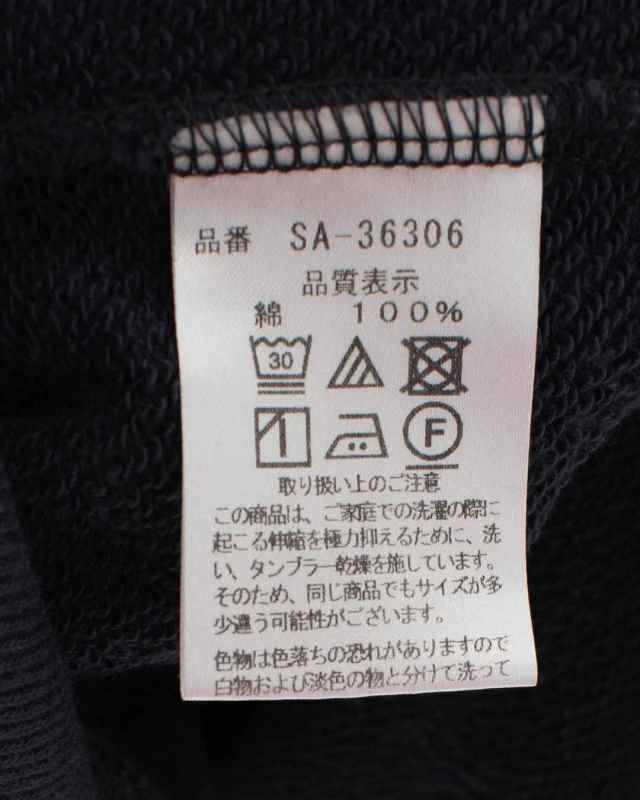 品番 SA-36306
品質表示
綿 100%
30
F
取り扱い上のご注意
この商品は、ご家庭での洗濯の際に
起こる伸縮を極力抑えるために、洗
い、タンブラー乾燥を施しています。
そのため、同じ商品でもサイズが多
少違う可能性がございます。
色物は色落ちの恐れがありますので
白物および淡色の物と分けて洗って